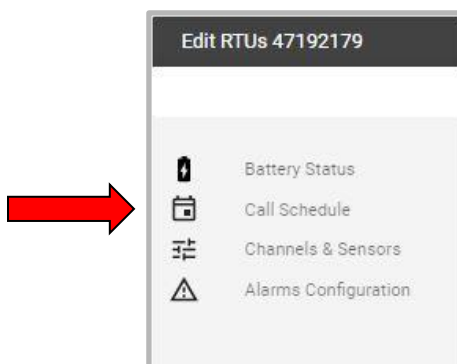 Edit RTUs 47192179
Battery Status
Call Schedule
Channels & Sensors
Alarms Configuration